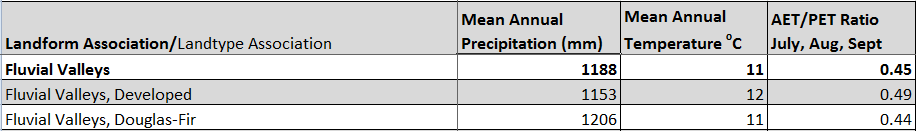 Landform Association/Landtype Association Mean Annual Precipitation (mm) Mean Annual Temperature °C AET/PET Ratio July, Aug, Sept
Fluvial Valleys 1188 11 0.45
Fluvial Valleys, Developed 1153 12 0.49
Fluvial Valleys, Douglas-Fir 1206 11 0.44